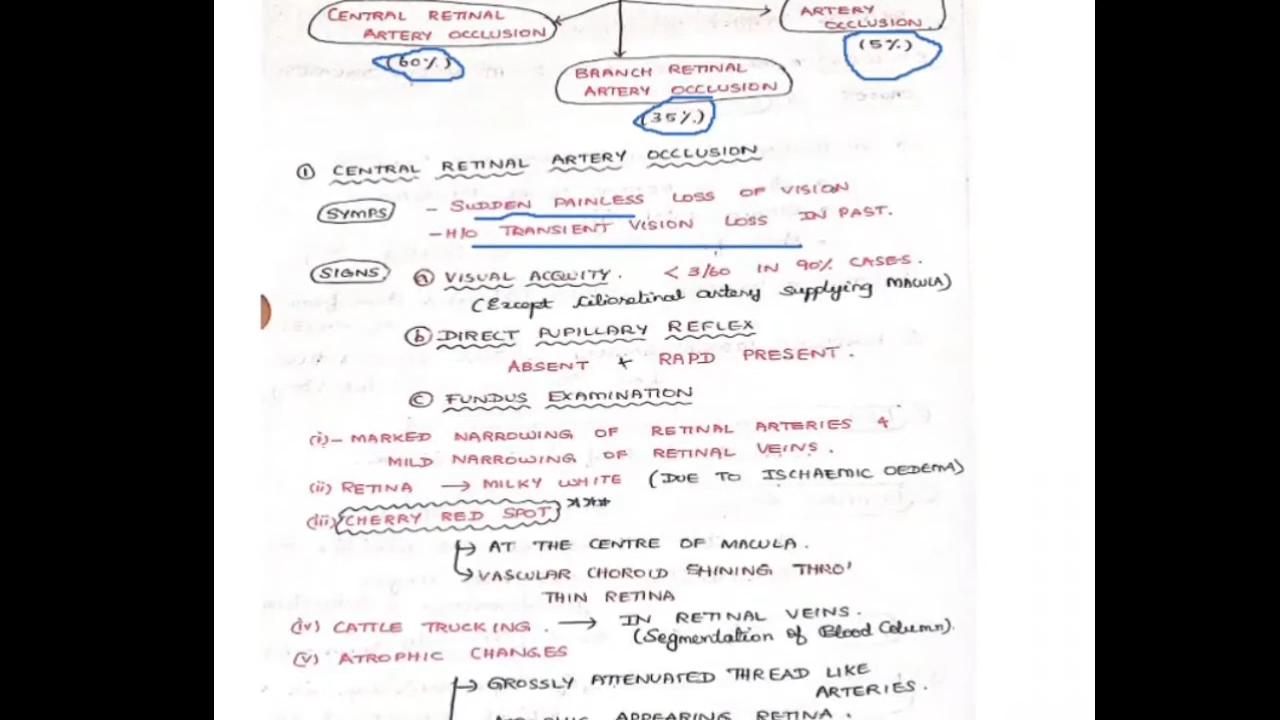 CENTRAL RETINAL
ARTERY OCCLUSION
(60%)
ARTERY
OCCLUSION
(5%)
BRANCH RETINAL
ARTERY OCCLUSION
(35%)
① CENTRAL RETINAL ARTERY OCCLUSION
SYMPS - SUDDEN PAINLESS LOSS OF VISION
- H/O TRANSIENT VISION LOSS IN PAST.
SIGNS ⓐ VISUAL ACQUITY. < 3/60 IN 90% CASES.
(Except cilioretinal artery supplying MACULA)
ⓑ DIRECT PUPILLARY REFLEX
ABSENT + RAPD PRESENT.
ⓒ FUNDUS EXAMINATION
(i) - MARKED NARROWING OF RETINAL ARTERIES &
MILD NARROWING OF RETINAL VEINS.
(ii) RETINA → MILKY WHITE (DUE TO ISCHAEMIC OEDEMA)
(iii) CHERRY RED SPOT ***
↳ AT THE CENTRE OF MACULA.
↳ VASCULAR CHOROID SHINING THRO'
THIN RETINA
(iv) CATTLE TRUCKING. → IN RETINAL VEINS.
(Segmentation of Blood Column).
(v) ATROPHIC CHANGES
↳ GROSSLY ATTENUATED THREAD LIKE
ARTERIES.
APPEARING RETINA.